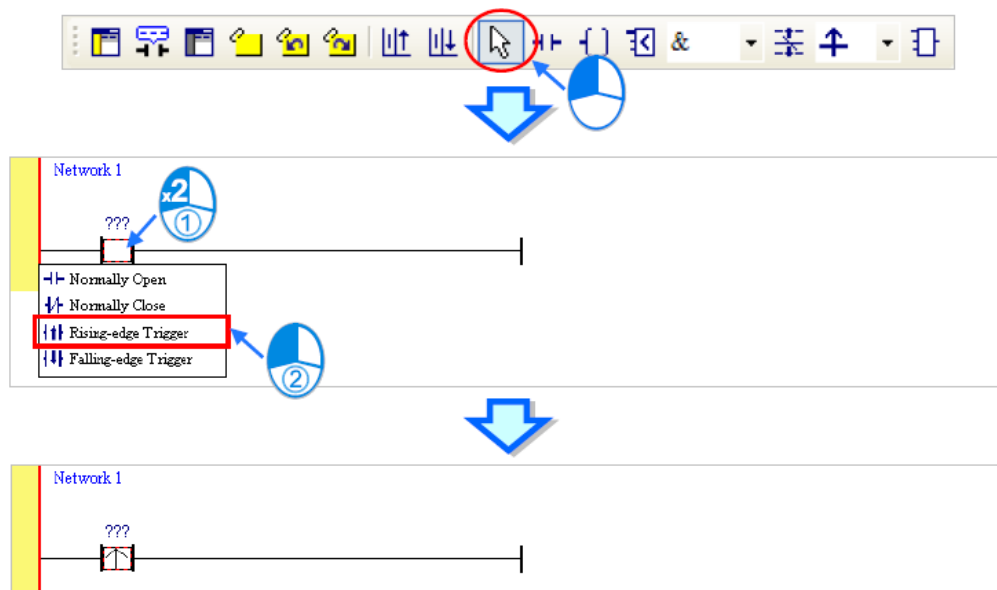 &
Network 1
x2
???
①
Normally Open
Normally Close
Rising-edge Trigger
Falling-edge Trigger
②
Network 1
???